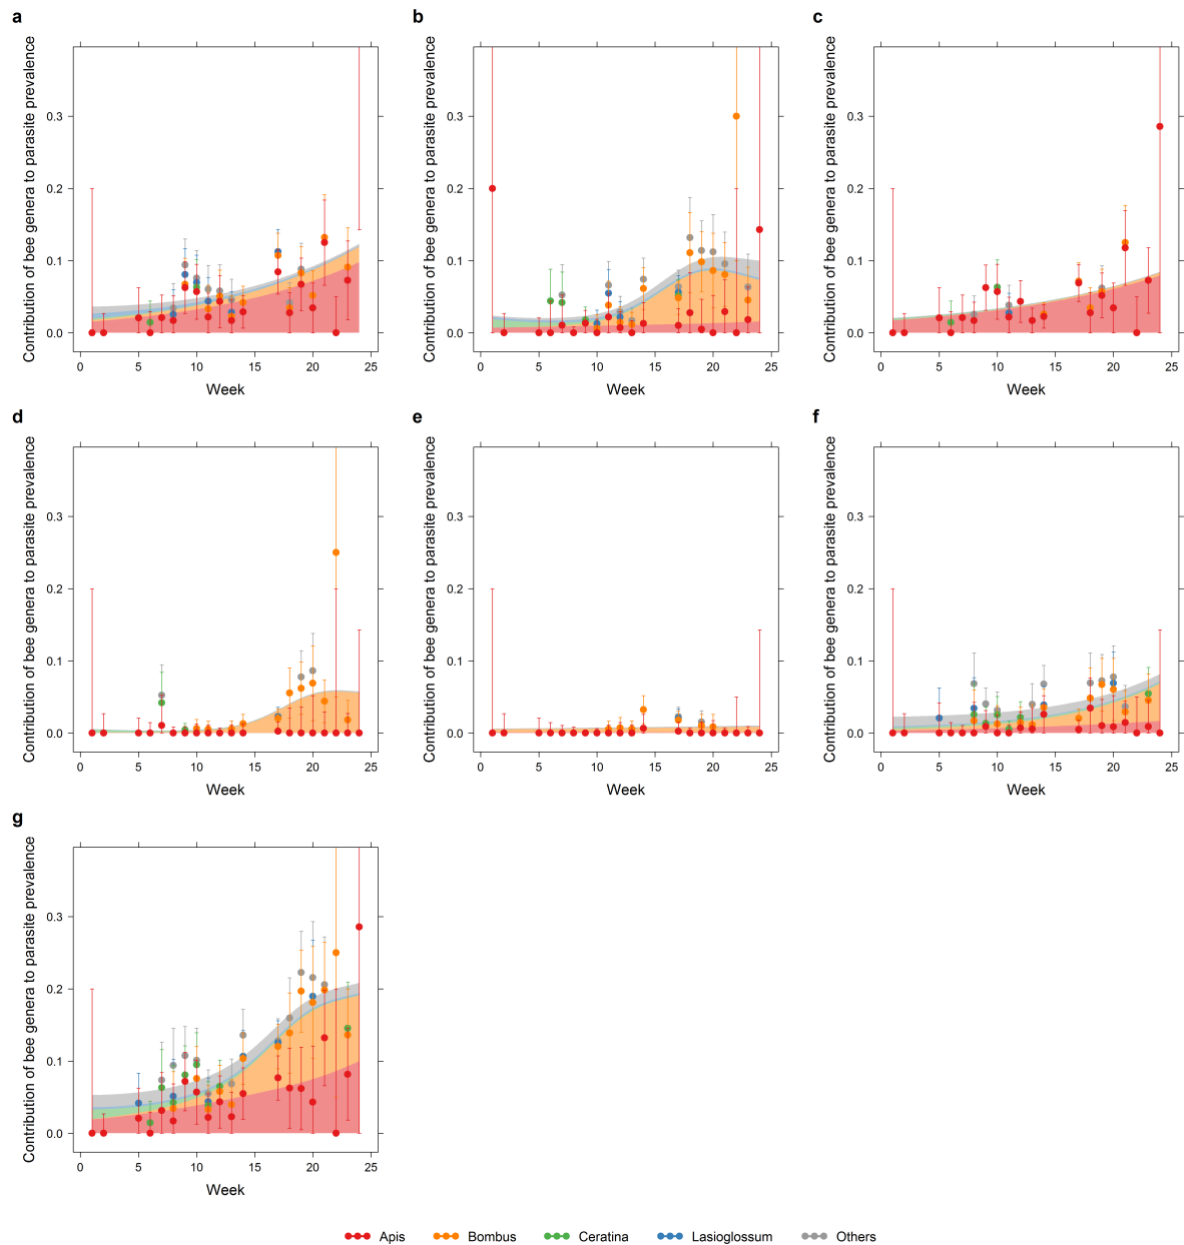 a
b
c
Contribution of bee genera to parasite prevalence
0.3
0.2
0.1
0.0
0 5 10 15 20 25
Week
Contribution of bee genera to parasite prevalence
0.3
0.2
0.1
0.0
0 5 10 15 20 25
Week
Contribution of bee genera to parasite prevalence
0.3
0.2
0.1
0.0
0 5 10 15 20 25
Week
d
e
f
Contribution of bee genera to parasite prevalence
0.3
0.2
0.1
0.0
0 5 10 15 20 25
Week
Contribution of bee genera to parasite prevalence
0.3
0.2
0.1
0.0
0 5 10 15 20 25
Week
Contribution of bee genera to parasite prevalence
0.3
0.2
0.1
0.0
0 5 10 15 20 25
Week
g
Contribution of bee genera to parasite prevalence
0.3
0.2
0.1
0.0
0 5 10 15 20 25
Week
Apis Bombus Ceratina Lasioglossum Others